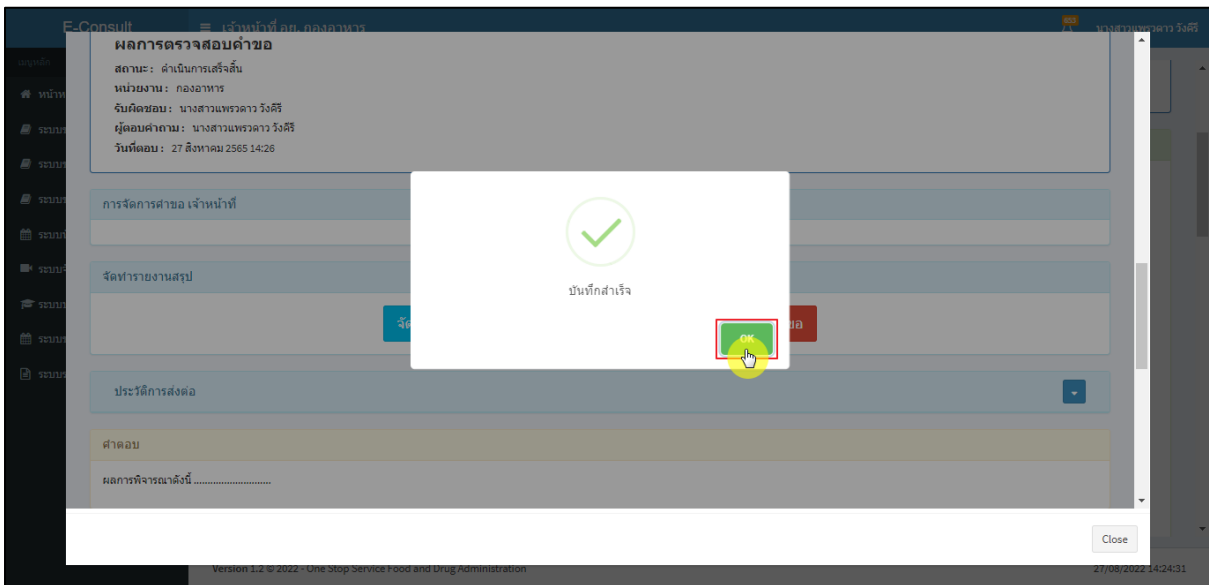 E-Consult
☰ เจ้าหน้าที่ อย. กองอาหาร
853
นางสาวแพรวดาว วังคีรี
เมนูหลัก
ผลการตรวจสอบคำขอ
สถานะ : ดำเนินการเสร็จสิ้น
หน่วยงาน : กองอาหาร
รับผิดชอบ : นางสาวแพรวดาว วังคีรี
ผู้ตอบคำถาม : นางสาวแพรวดาว วังคีรี
วันที่ตอบ : 27 สิงหาคม 2565 14:26
การจัดการคำขอ เจ้าหน้าที่
จัดทำรายงานสรุป
บันทึกสำเร็จ
OK
ประวัติการส่งต่อ
คำตอบ
ผลการพิจารณาดังนี้ ............................
Close
Version 1.2 © 2022 - One Stop Service Food and Drug Administration
27/08/2022 14:24:31